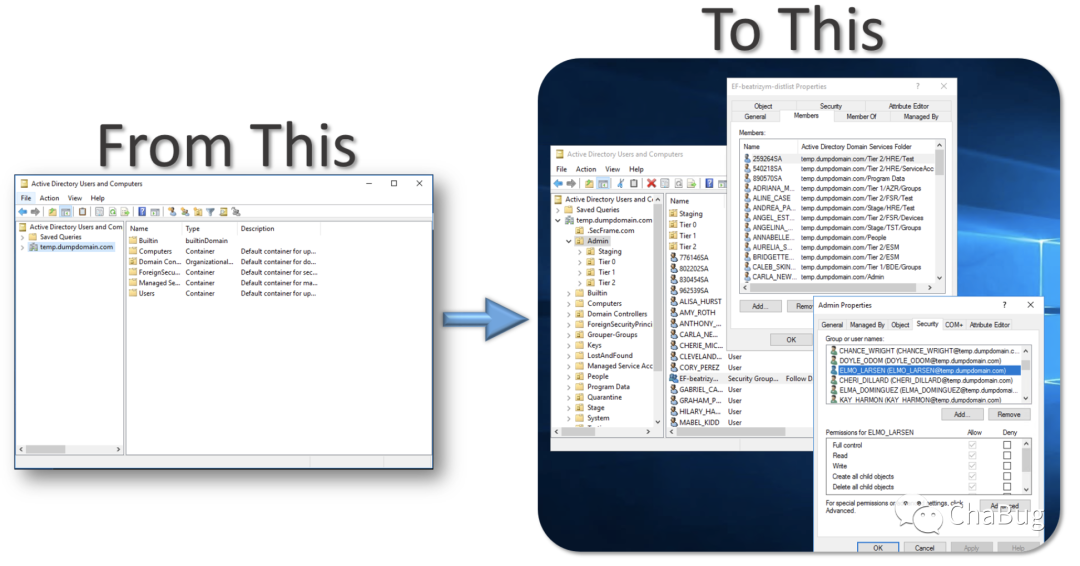 To This
From This
Active Directory Users and Computers
File Action View Help
Active Directory Users and Com
Saved Queries
temp.dumpdomain.com
Name Type Description
Builtin builtinDomain
Computers Container Default container for up...
Domain Con... Organizational... Default container for do...
ForeignSecu... Container Default container for sec...
Managed Se... Container Default container for ma...
Users Container Default container for up...
Active Directory Users and Computers
File Action View Help
Active Directory Users and C
Saved Queries
temp.dumpdomain.com
.SecFrame.com
Admin
Staging
Tier 0
Tier 1
Tier 2
Builtin
Computers
Domain Controllers
ForeignSecurityPrinci
Grouper-Groups
Keys
LostAndFound
Managed Service Acc
People
Program Data
Quarantine
Stage
System
Name
Staging
Tier 0
Tier 1
Tier 2
776146SA
802202SA
830454SA
962539SA
ALISA_HURST
AMY_ROTH
ANTHONY_...
CARLA_NE...
CHERIE_MIC...
CLEVELAND... User
CORY_PEREZ User
EF-beatrizy... Security Group... Follow D
GABRIEL_CA... User
GRAHAM_P... User
HILARY_HA... User
MABEL_KIDD User
EF-beatrizym-distlist Properties
Object Security Attribute Editor
General Members Member Of Managed By
Members:
Name Active Directory Domain Services Folder
259264SA temp.dumpdomain.com/Tier 2/HRE/Test
540218SA temp.dumpdomain.com/Tier 2/HRE/ServiceAcc
890570SA temp.dumpdomain.com/Program Data
ADRIANA_M... temp.dumpdomain.com/Tier 1/AZR/Groups
ALINE_CASE temp.dumpdomain.com/Tier 2/FSR/Test
ANDREA_PA... temp.dumpdomain.com/Stage/HRE/Test
ANGEL_EST... temp.dumpdomain.com/Tier 2/FSR/Devices
ANGELINA_... temp.dumpdomain.com/Stage/TST/Groups
ANNABELLE... temp.dumpdomain.com/People
AURELIA_S... temp.dumpdomain.com/Tier 2/ESM
BRIDGETTE... temp.dumpdomain.com/Tier 2/ESM
CALEB_SKIN... temp.dumpdomain.com/Tier 1/BDE/Groups
CARLA_NEW... temp.dumpdomain.com/Admin
Add... Remo
OK
Admin Properties
General Managed By Object Security COM+ Attribute Editor
Group or user names:
CHANCE_WRIGHT (CHANCE_WRIGHT@temp.dumpdomain.c...
DOYLE_ODOM (DOYLE_ODOM@temp.dumpdomain.com)
ELMO_LARSEN (ELMO_LARSEN@temp.dumpdomain.com)
CHERI_DILLARD (CHERI_DILLARD@temp.dumpdomain.com)
ELMA_DOMINGUEZ (ELMA_DOMINGUEZ@temp.dumpdomain...
KAY_HARMON (KAY_HARMON@temp.dumpdomain.com)
Add... Remove
Permissions for ELMO_LARSEN Allow Deny
Full control
Read
Write
Create all child objects
Delete all child objects
For special permissions or settings, click
Advanced.
Advanced
ChaBug
OK Cancel Apply Help